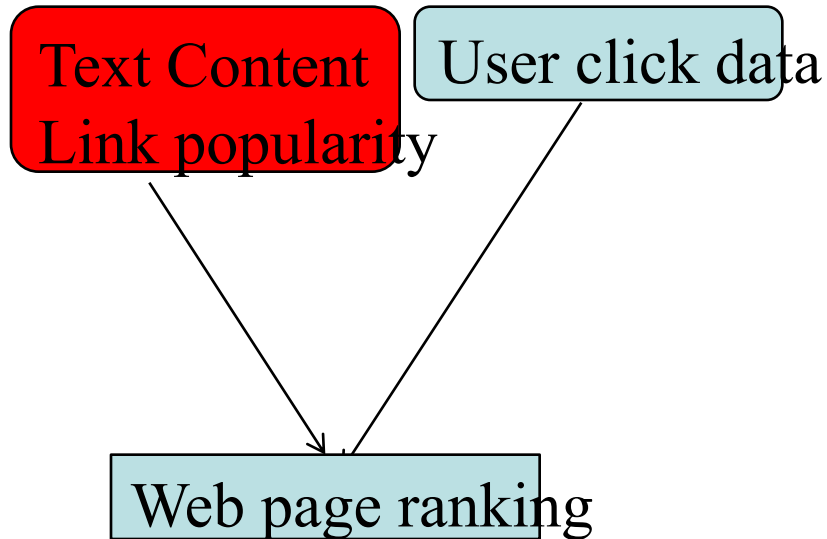 Text Content
Link popularity
User click data
Web page ranking